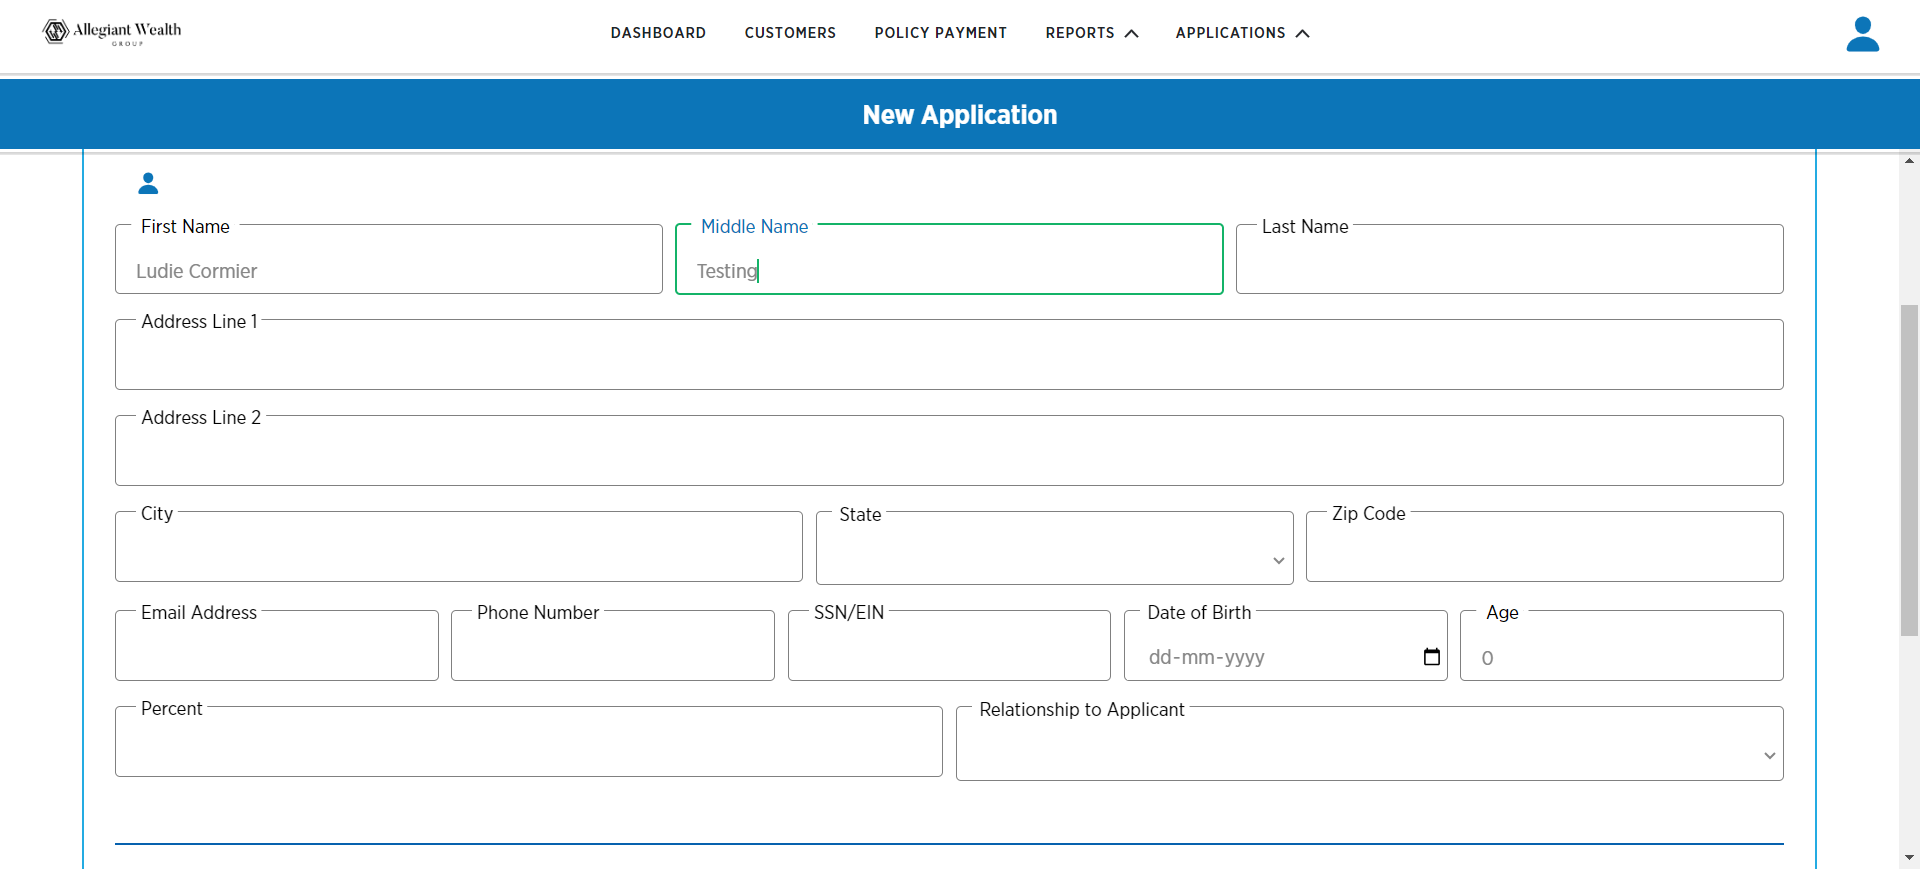 Allegiant Wealth
GROUP
DASHBOARD CUSTOMERS POLICY PAYMENT REPORTS APPLICATIONS
New Application
First Name Middle Name Last Name
Ludie Cormier Testing
Address Line 1
Address Line 2
City State Zip Code
Email Address Phone Number SSN/EIN Date of Birth Age
dd-mm-yyyy 0
Percent Relationship to Applicant